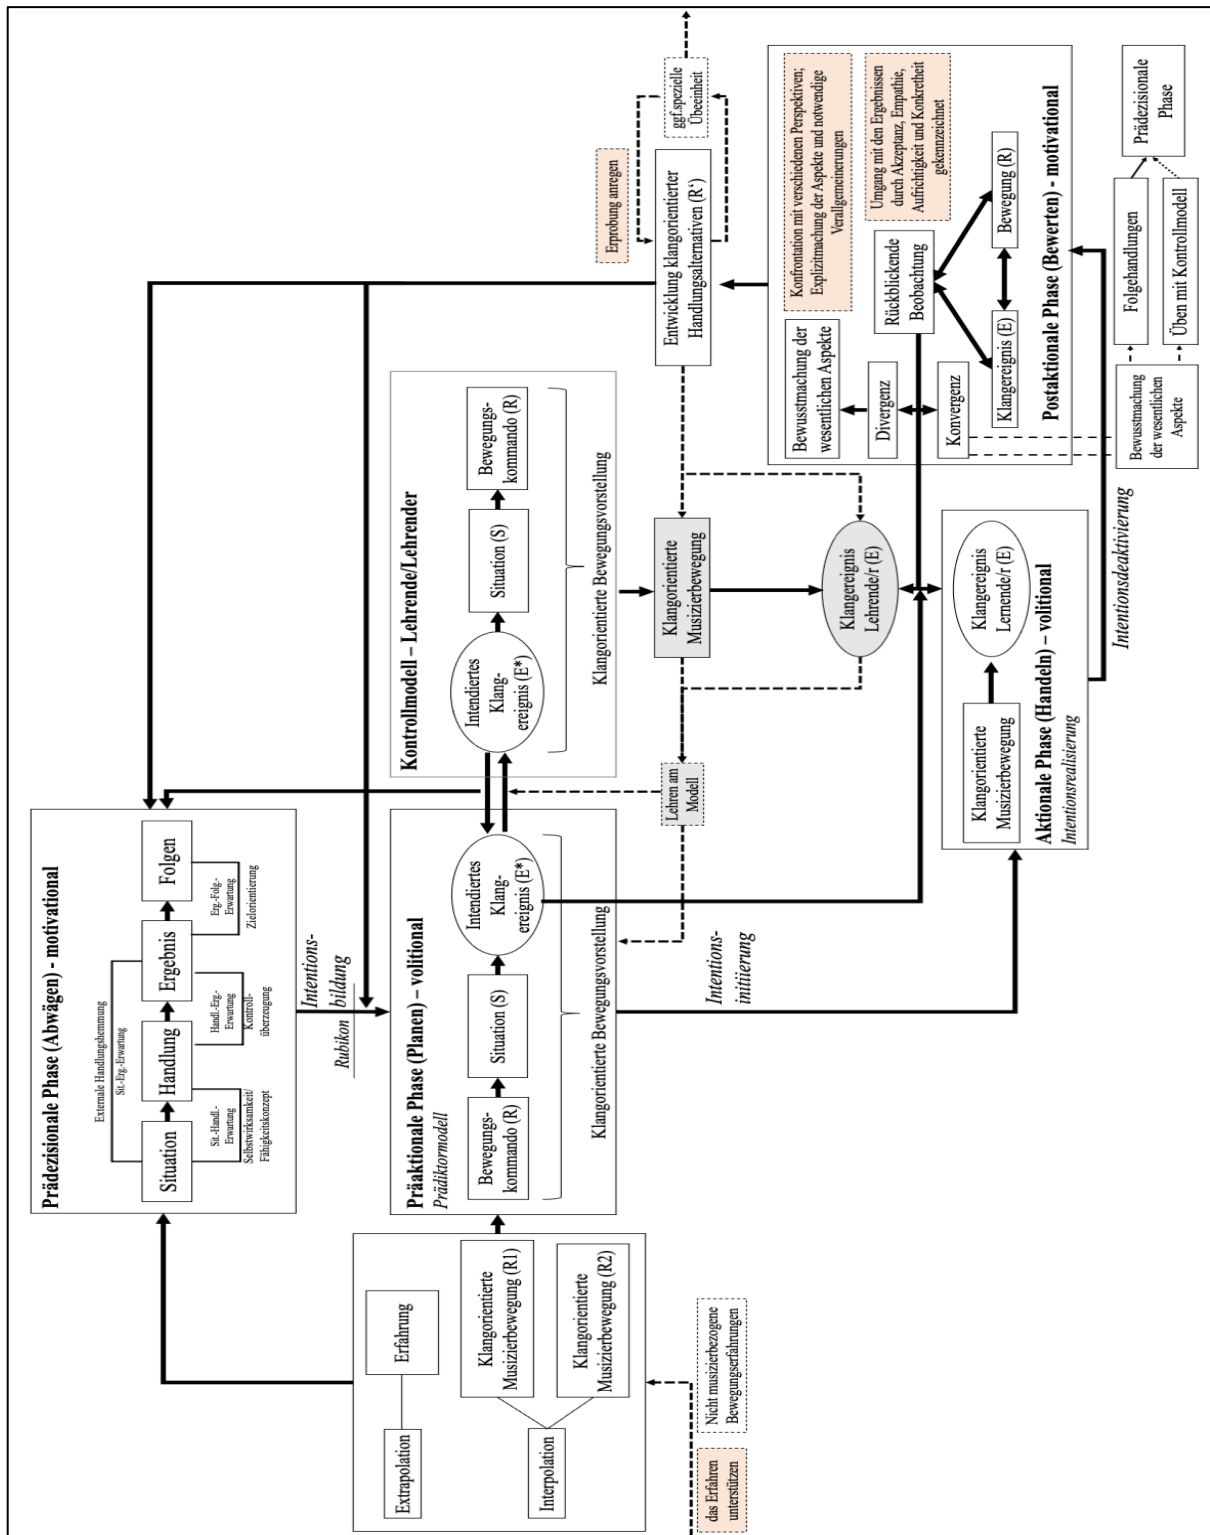 Prädezisionale Phase (Abwägen) - motivational
Externale Handlungshemmung
Sit.-Erg.-Erwartung
Situation
Handlung
Ergebnis
Folgen
Sit.-Handl.-
Erwartung
Selbstwirksamkeit/
Fähigkeitskonzept
Handl.-Erg.-
Erwartung
Kontroll-
überzeugung
Erg.-Folg.-
Erwartung
Zielorientierung
Intentions-
bildung
Rubikon
Extrapolation
Erfahrung
Interpolation
Klangorientierte
Musizierbewegung (R1)
Klangorientierte
Musizierbewegung (R2)
das Erfahren
unterstützen
Nicht musizierbezogene
Bewegungserfahrungen
Präaktionale Phase (Planen) – volitional
Prädiktormodell
Bewegungs-
kommando (R)
Situation (S)
Intendiertes
Klang-
ereignis (E*)
Klangorientierte Bewegungsvorstellung
Intentions-
initiierung
Kontrollmodell – Lehrende/Lehrender
Intendiertes
Klang-
ereignis (E*)
Situation (S)
Bewegungs-
kommando (R)
Klangorientierte Bewegungsvorstellung
Lehren am
Modell
Klangorientierte
Musizierbewegung
Klangereignis
Lehrende/r (E)
Erprobung anregen
Entwicklung klangorientierter
Handlungsalternativen (R‘)
ggf.spezielle
Übeeinheit
Klangorientierte
Musizierbewegung
Klangereignis
Lernende/r (E)
Aktionale Phase (Handeln) – volitional
Intentionsrealisierung
Intentionsdeaktivierung
Konfrontation mit verschiedenen Perspektiven;
Explizitmachung der Aspekte und notwendige
Verallgemeinerungen
Umgang mit den Ergebnissen
durch Akzeptanz, Empathie,
Aufrichtigkeit und Konkretheit
gekennzeichnet
Bewusstmachung der
wesentlichen Aspekte
Divergenz
Konvergenz
Rückblickende
Beobachtung
Klangereignis (E)
Bewegung (R)
Postaktionale Phase (Bewerten) - motivational
Bewusstmachung
der wesentlichen
Aspekte
Folgehandlungen
Üben mit Kontrollmodell
Prädezisionale
Phase